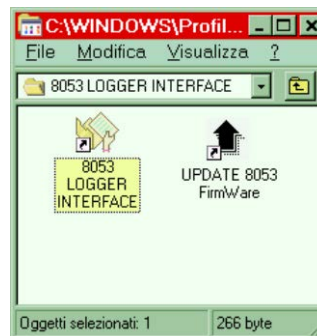 C:\WINDOWS\Profil...
File Modifica Visualizza ?
8053 LOGGER INTERFACE
8053
LOGGER
INTERFACE
UPDATE 8053
FirmWare
Oggetti selezionati: 1 266 byte